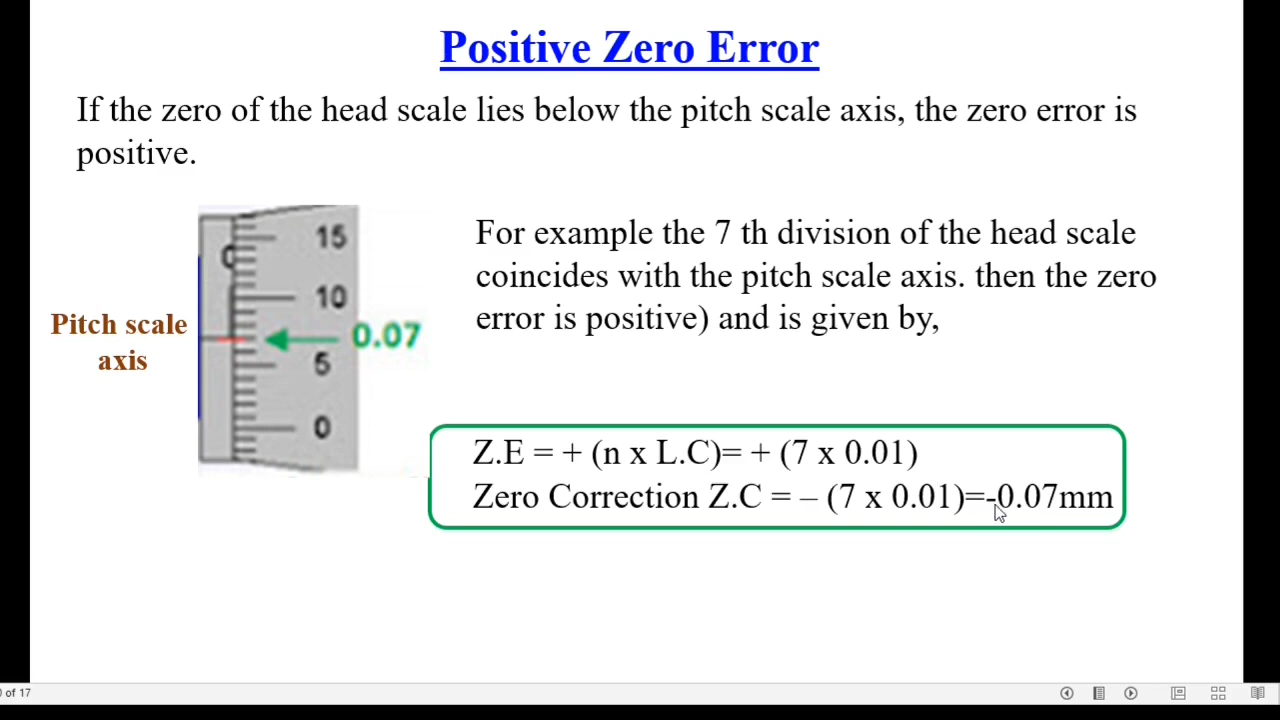 Positive Zero Error
If the zero of the head scale lies below the pitch scale axis, the zero error is
positive.
15
10
5
0
0.07
Pitch scale
axis
For example the 7 th division of the head scale
coincides with the pitch scale axis. then the zero
error is positive) and is given by,
Z.E = + (n x L.C)= + (7 x 0.01)
Zero Correction Z.C = – (7 x 0.01)=-0.07mm
of 17